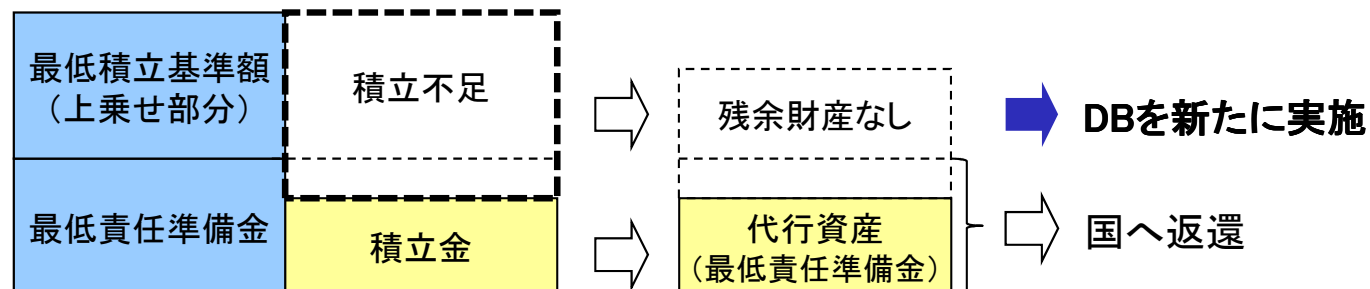 最低積立基準額
（上乗せ部分）
積立不足
残余財産なし
DBを新たに実施
最低責任準備金
積立金
代行資産
（最低責任準備金）
国へ返還